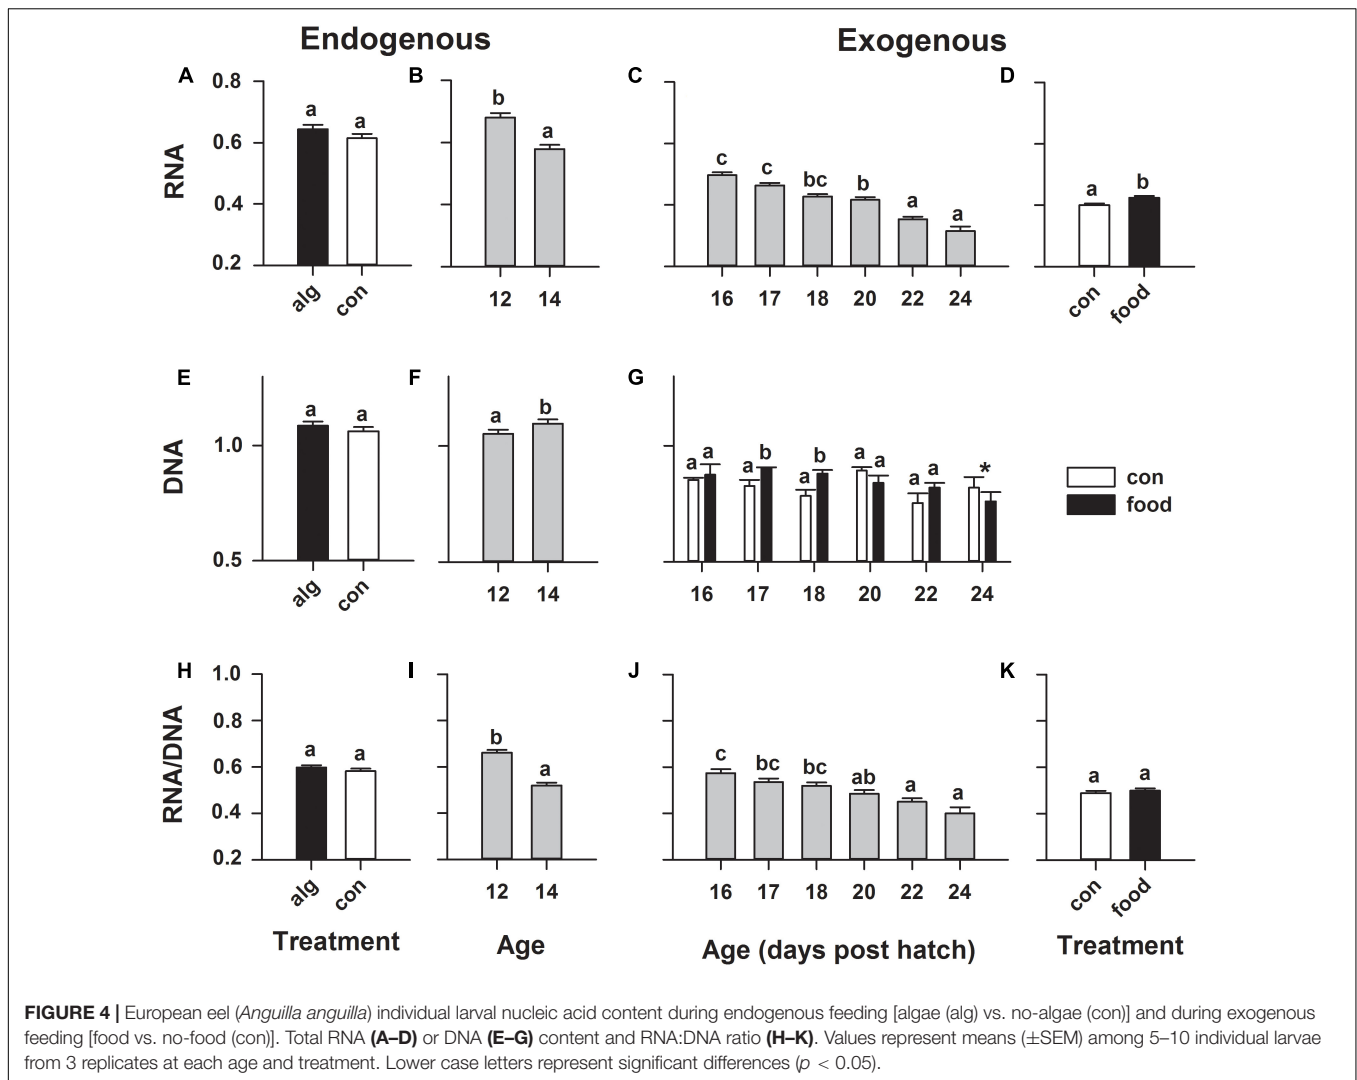 Endogenous Exogenous
A B C D
0.8
0.6
0.4
0.2
RNA
a a
b a
c c bc b a a
a b
alg con 12 14 16 17 18 20 22 24 con food
E F G
1.0
0.5
DNA
a a
a b
a a a b a b a a a a *
con
food
alg con 12 14 16 17 18 20 22 24
H I J K
1.0
0.8
0.6
0.4
0.2
RNA/DNA
a a
b a
c bc bc ab a a
a a
alg con 12 14 16 17 18 20 22 24 con food
Treatment Age Age (days post hatch) Treatment
FIGURE 4 | European eel (Anguilla anguilla) individual larval nucleic acid content during endogenous feeding [algae (alg) vs. no-algae (con)] and during exogenous
feeding [food vs. no-food (con)]. Total RNA (A–D) or DNA (E–G) content and RNA:DNA ratio (H–K). Values represent means (±SEM) among 5–10 individual larvae
from 3 replicates at each age and treatment. Lower case letters represent significant differences (p < 0.05).